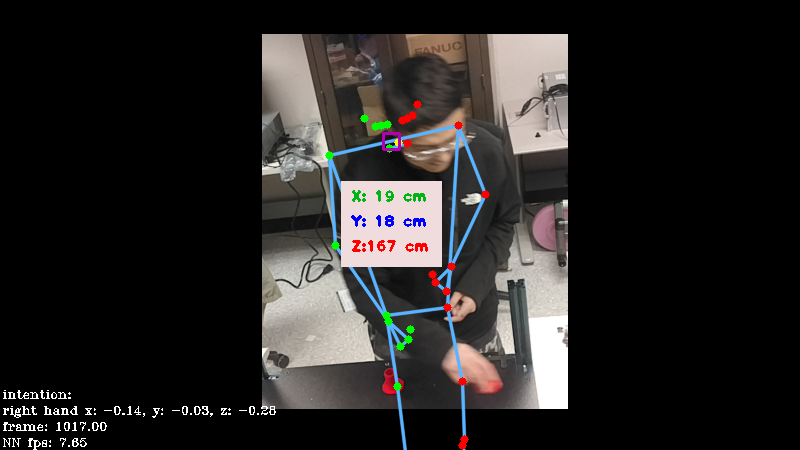 FANUC
X: 19 cm
Y: 18 cm
Z:167 cm
intention:
right hand x: -0.14, y: -0.03, z: -0.28
frame: 1017.00
NN fps: 7.65